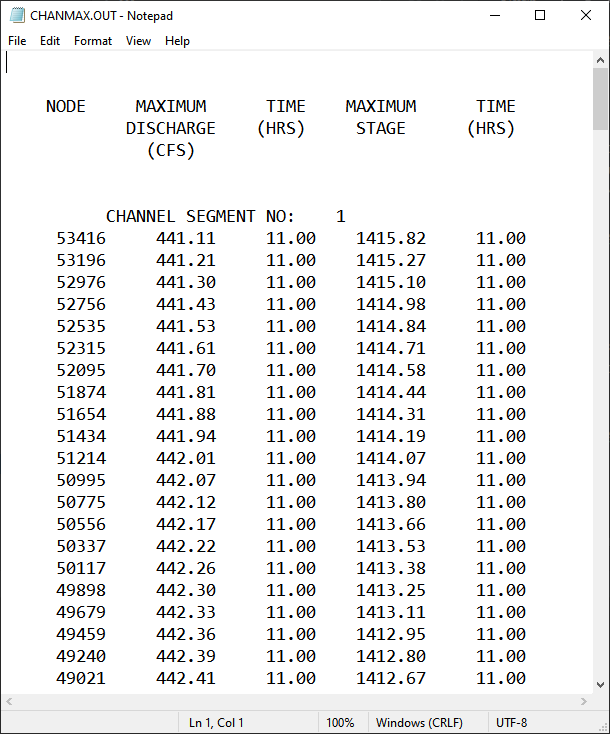 CHANMAX.OUT - Notepad
File Edit Format View Help
NODE MAXIMUM TIME MAXIMUM TIME
DISCHARGE (HRS) STAGE (HRS)
(CFS)
CHANNEL SEGMENT NO: 1
53416 441.11 11.00 1415.82 11.00
53196 441.21 11.00 1415.27 11.00
52976 441.30 11.00 1415.10 11.00
52756 441.43 11.00 1414.98 11.00
52535 441.53 11.00 1414.84 11.00
52315 441.61 11.00 1414.71 11.00
52095 441.70 11.00 1414.58 11.00
51874 441.81 11.00 1414.44 11.00
51654 441.88 11.00 1414.31 11.00
51434 441.94 11.00 1414.19 11.00
51214 442.01 11.00 1414.07 11.00
50995 442.07 11.00 1413.94 11.00
50775 442.12 11.00 1413.80 11.00
50556 442.17 11.00 1413.66 11.00
50337 442.22 11.00 1413.53 11.00
50117 442.26 11.00 1413.38 11.00
49898 442.30 11.00 1413.25 11.00
49679 442.33 11.00 1413.11 11.00
49459 442.36 11.00 1412.95 11.00
49240 442.39 11.00 1412.80 11.00
49021 442.41 11.00 1412.67 11.00
Ln 1, Col 1 100% Windows (CRLF) UTF-8